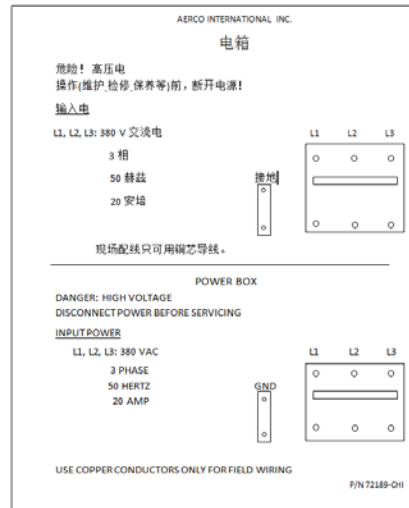 AERCO INTERNATIONAL INC.
电箱
危险！高压电
操作(维护,检修,保养等)前，断开电源！
输入电
L1, L2, L3: 380 V 交流电
L1 L2 L3
3 相
50 赫兹
接地
20 安培
现场配线只可用铜芯导线。
POWER BOX
DANGER: HIGH VOLTAGE
DISCONNECT POWER BEFORE SERVICING
INPUT POWER
L1, L2, L3: 380 VAC
L1 L2 L3
3 PHASE
50 HERTZ
GND
20 AMP
USE COPPER CONDUCTORS ONLY FOR FIELD WIRING
P/N 72189-CHI